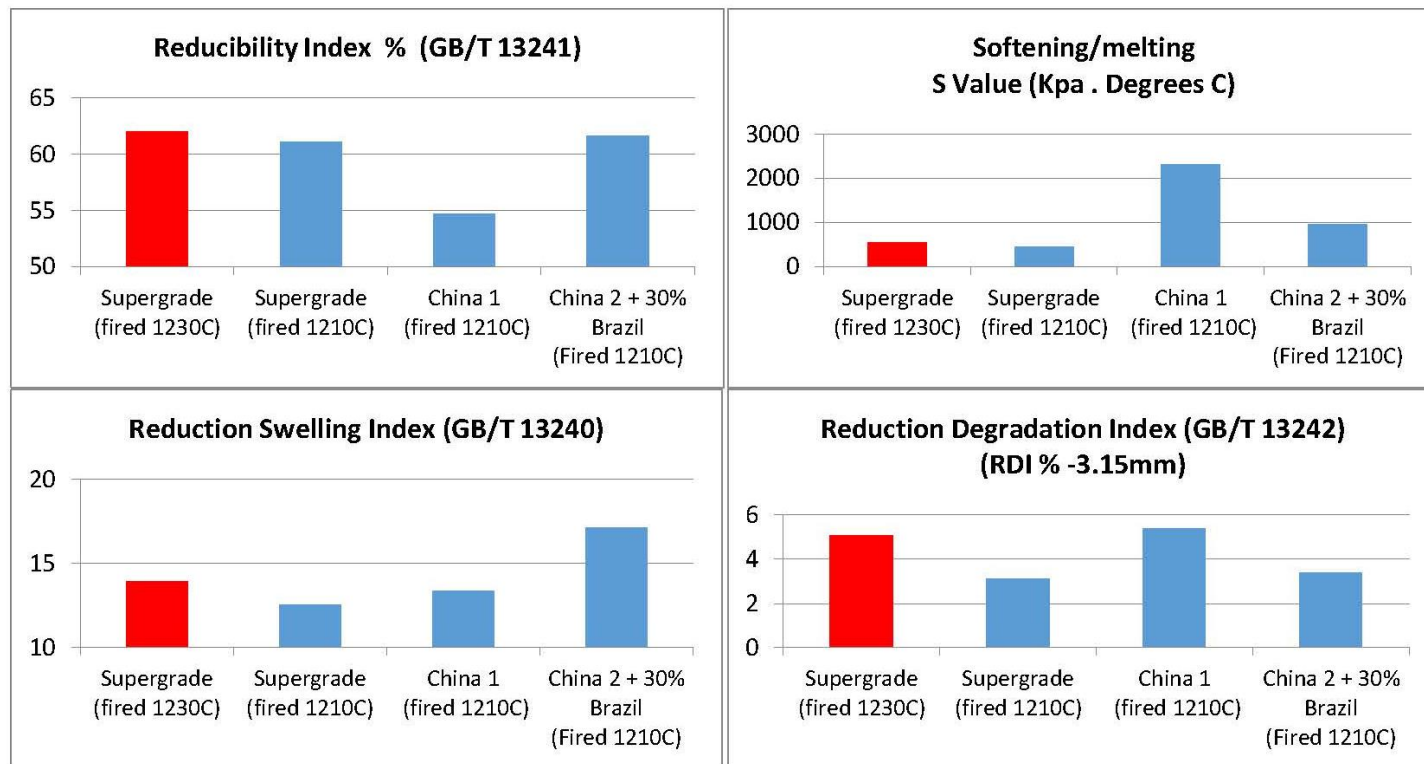 Reducibility Index % (GB/T 13241)
65
60
55
50
Supergrade
(fired 1230C)
Supergrade
(fired 1210C)
China 1
(fired 1210C)
China 2 + 30%
Brazil
(Fired 1210C)
Softening/melting
S Value (Kpa . Degrees C)
3000
2000
1000
0
Supergrade
(fired 1230C)
Supergrade
(fired 1210C)
China 1
(fired 1210C)
China 2 + 30%
Brazil
(Fired 1210C)
Reduction Swelling Index (GB/T 13240)
20
15
10
Supergrade
(fired 1230C)
Supergrade
(fired 1210C)
China 1
(fired 1210C)
China 2 + 30%
Brazil
(Fired 1210C)
Reduction Degradation Index (GB/T 13242)
(RDI % -3.15mm)
6
4
2
0
Supergrade
(fired 1230C)
Supergrade
(fired 1210C)
China 1
(fired 1210C)
China 2 + 30%
Brazil
(Fired 1210C)